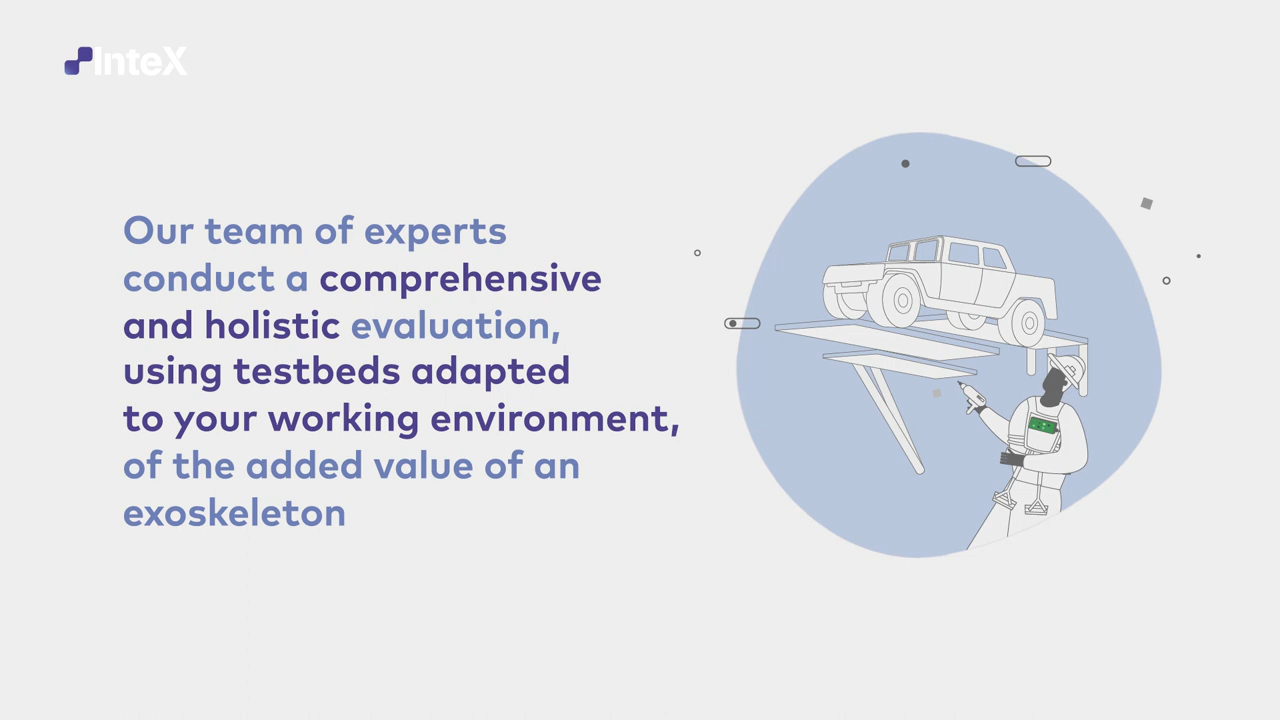 InteX
Our team of experts
conduct a comprehensive
and holistic evaluation,
using testbeds adapted
to your working environment,
of the added value of an
exoskeleton